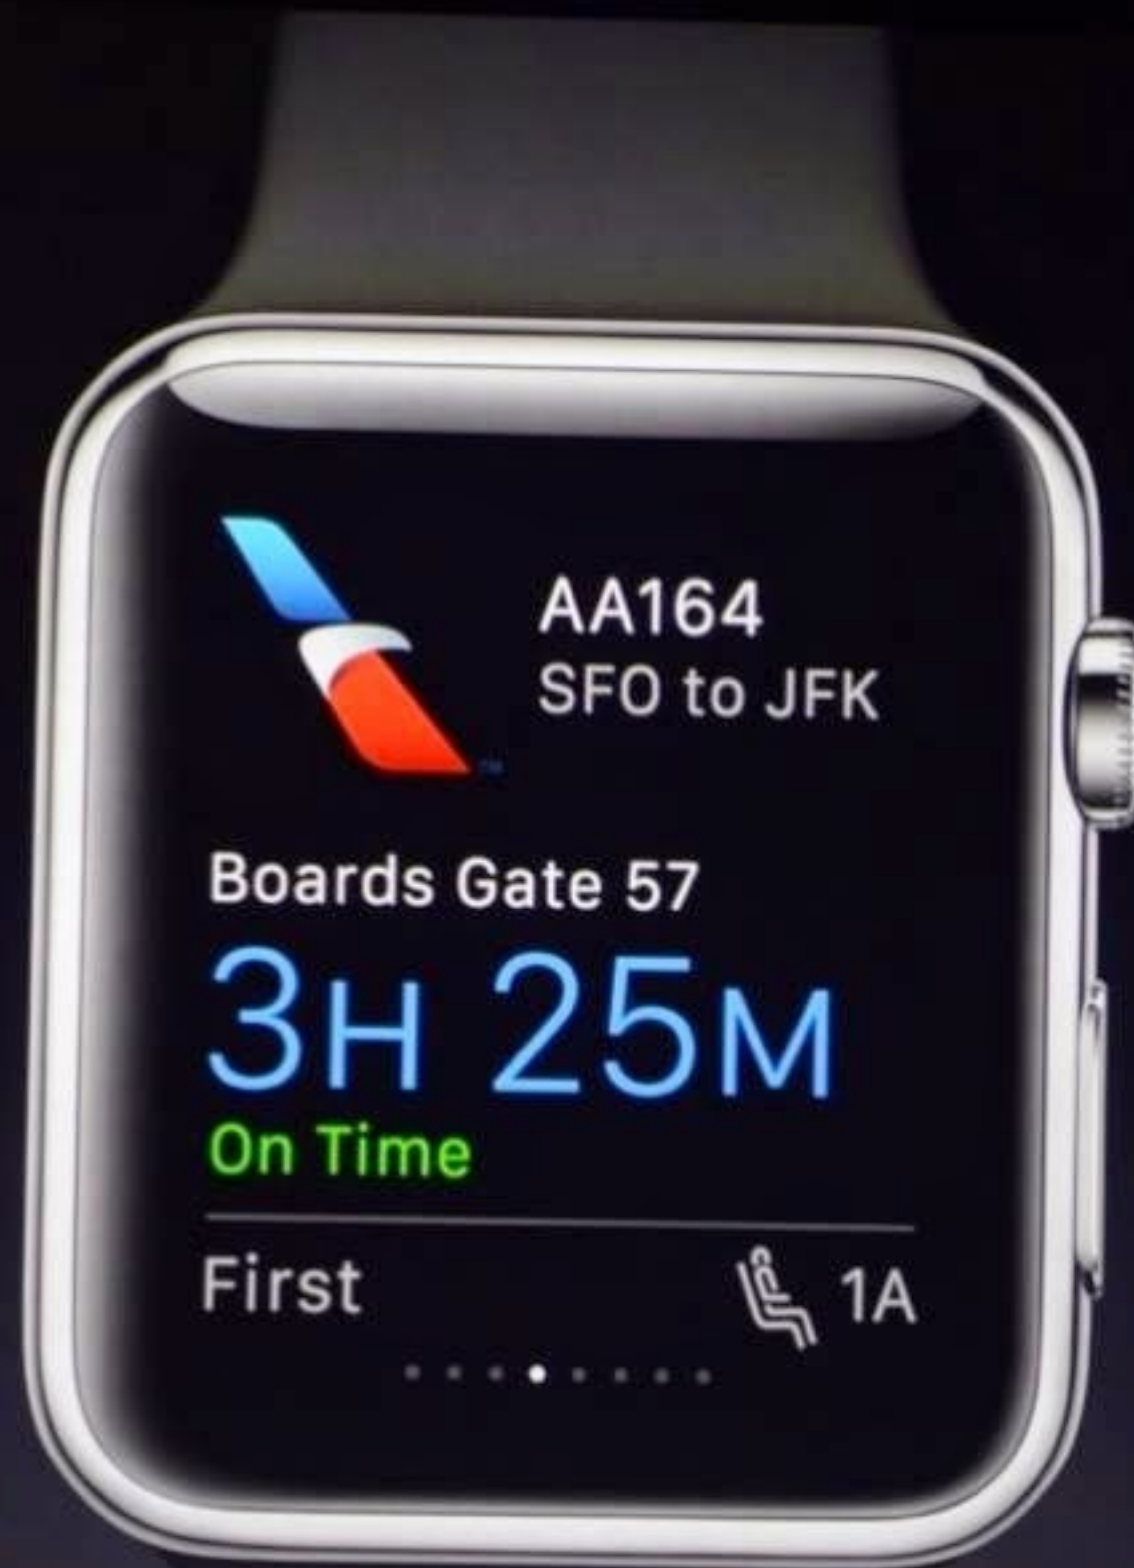 AA164
SFO to JFK
Boards Gate 57
3H 25M
On Time
First 1A